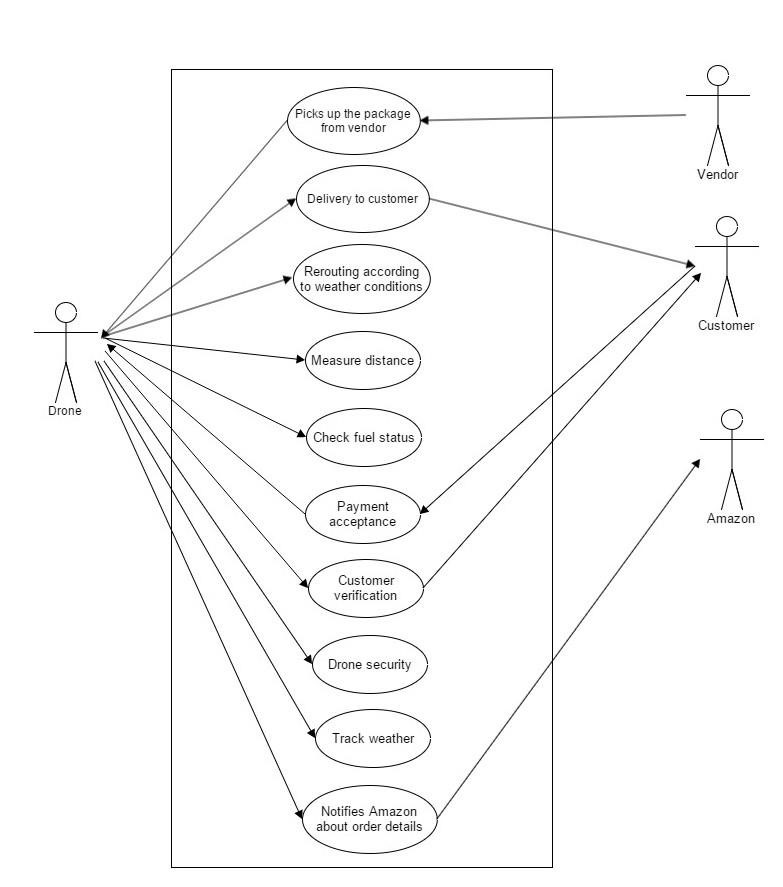 Picks up the package
from vendor
Vendor
Delivery to customer
Rerouting according
to weather conditions
Customer
Drone
Measure distance
Check fuel status
Payment
acceptance
Amazon
Customer
verification
Drone security
Track weather
Notifies Amazon
about order details